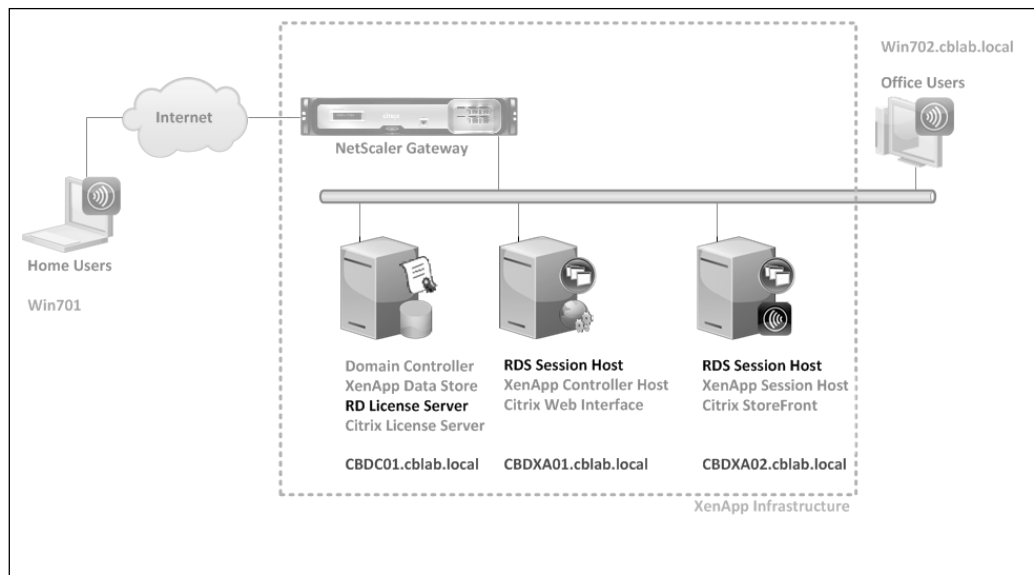 Win702.cblab.local
Office Users
Internet
citrix
NetScaler Gateway
Home Users
Win701
Domain Controller
XenApp Data Store
RD License Server
Citrix License Server
CBDC01.cblab.local
RDS Session Host
XenApp Controller Host
Citrix Web Interface
CBDXA01.cblab.local
RDS Session Host
XenApp Session Host
Citrix StoreFront
CBDXA02.cblab.local
XenApp Infrastructure